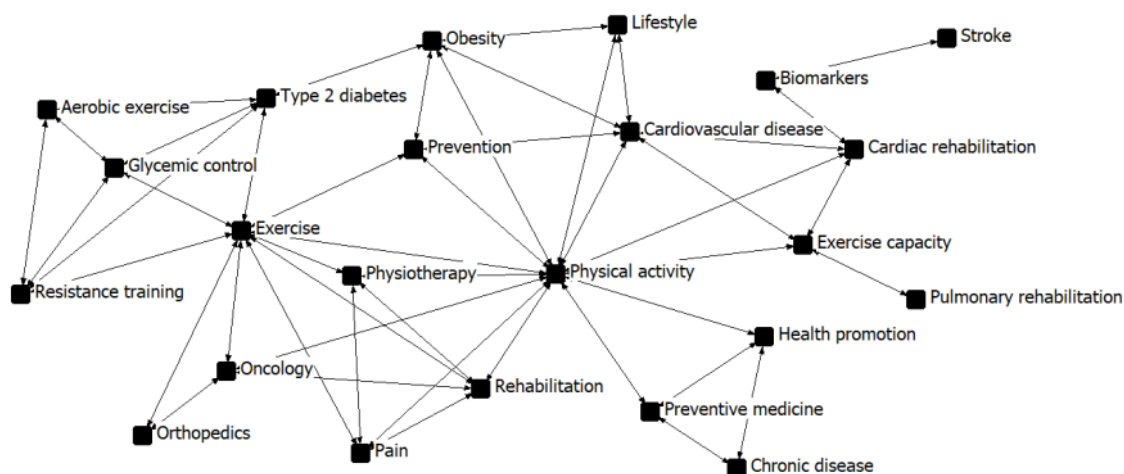 Lifestyle
Obesity
Stroke
Biomarkers
Type 2 diabetes
Aerobic exercise
Cardiovascular disease
Prevention
Cardiac rehabilitation
Glycemic control
Exercise
Exercise capacity
Physiotherapy
Physical activity
Resistance training
Pulmonary rehabilitation
Health promotion
Oncology
Rehabilitation
Preventive medicine
Orthopedics
Pain
Chronic disease